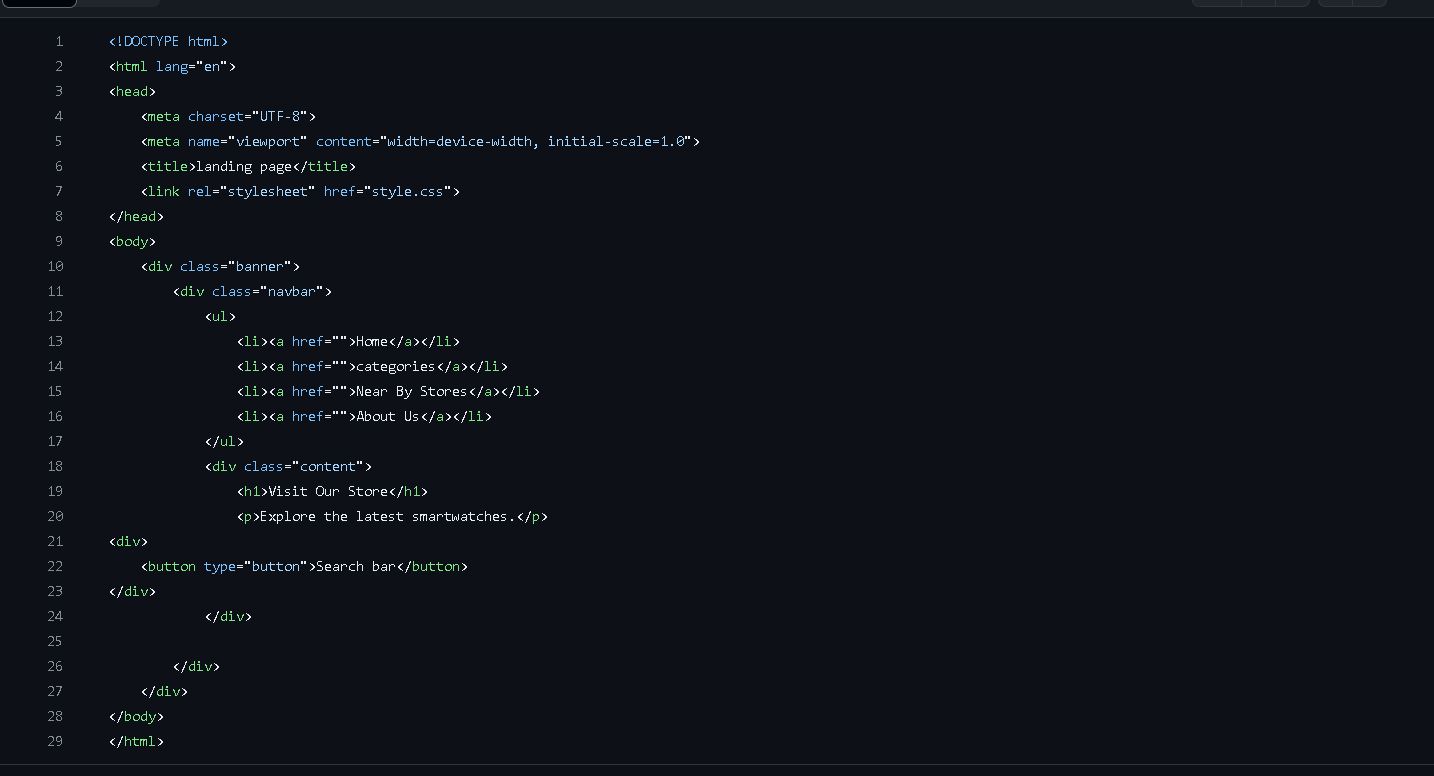 1 <!DOCTYPE html>
2 <html lang="en">
3 <head>
4     <meta charset="UTF-8">
5     <meta name="viewport" content="width=device-width, initial-scale=1.0">
6     <title>landing page</title>
7     <link rel="stylesheet" href="style.css">
8 </head>
9 <body>
10     <div class="banner">
11         <div class="navbar">
12             <ul>
13                 <li><a href="">Home</a></li>
14                 <li><a href="">categories</a></li>
15                 <li><a href="">Near By Stores</a></li>
16                 <li><a href="">About Us</a></li>
17             </ul>
18             <div class="content">
19                 <h1>Visit Our Store</h1>
20                 <p>Explore the latest smartwatches.</p>
21 <div>
22     <button type="button">Search bar</button>
23 </div>
24             </div>
25
26         </div>
27     </div>
28 </body>
29 </html>